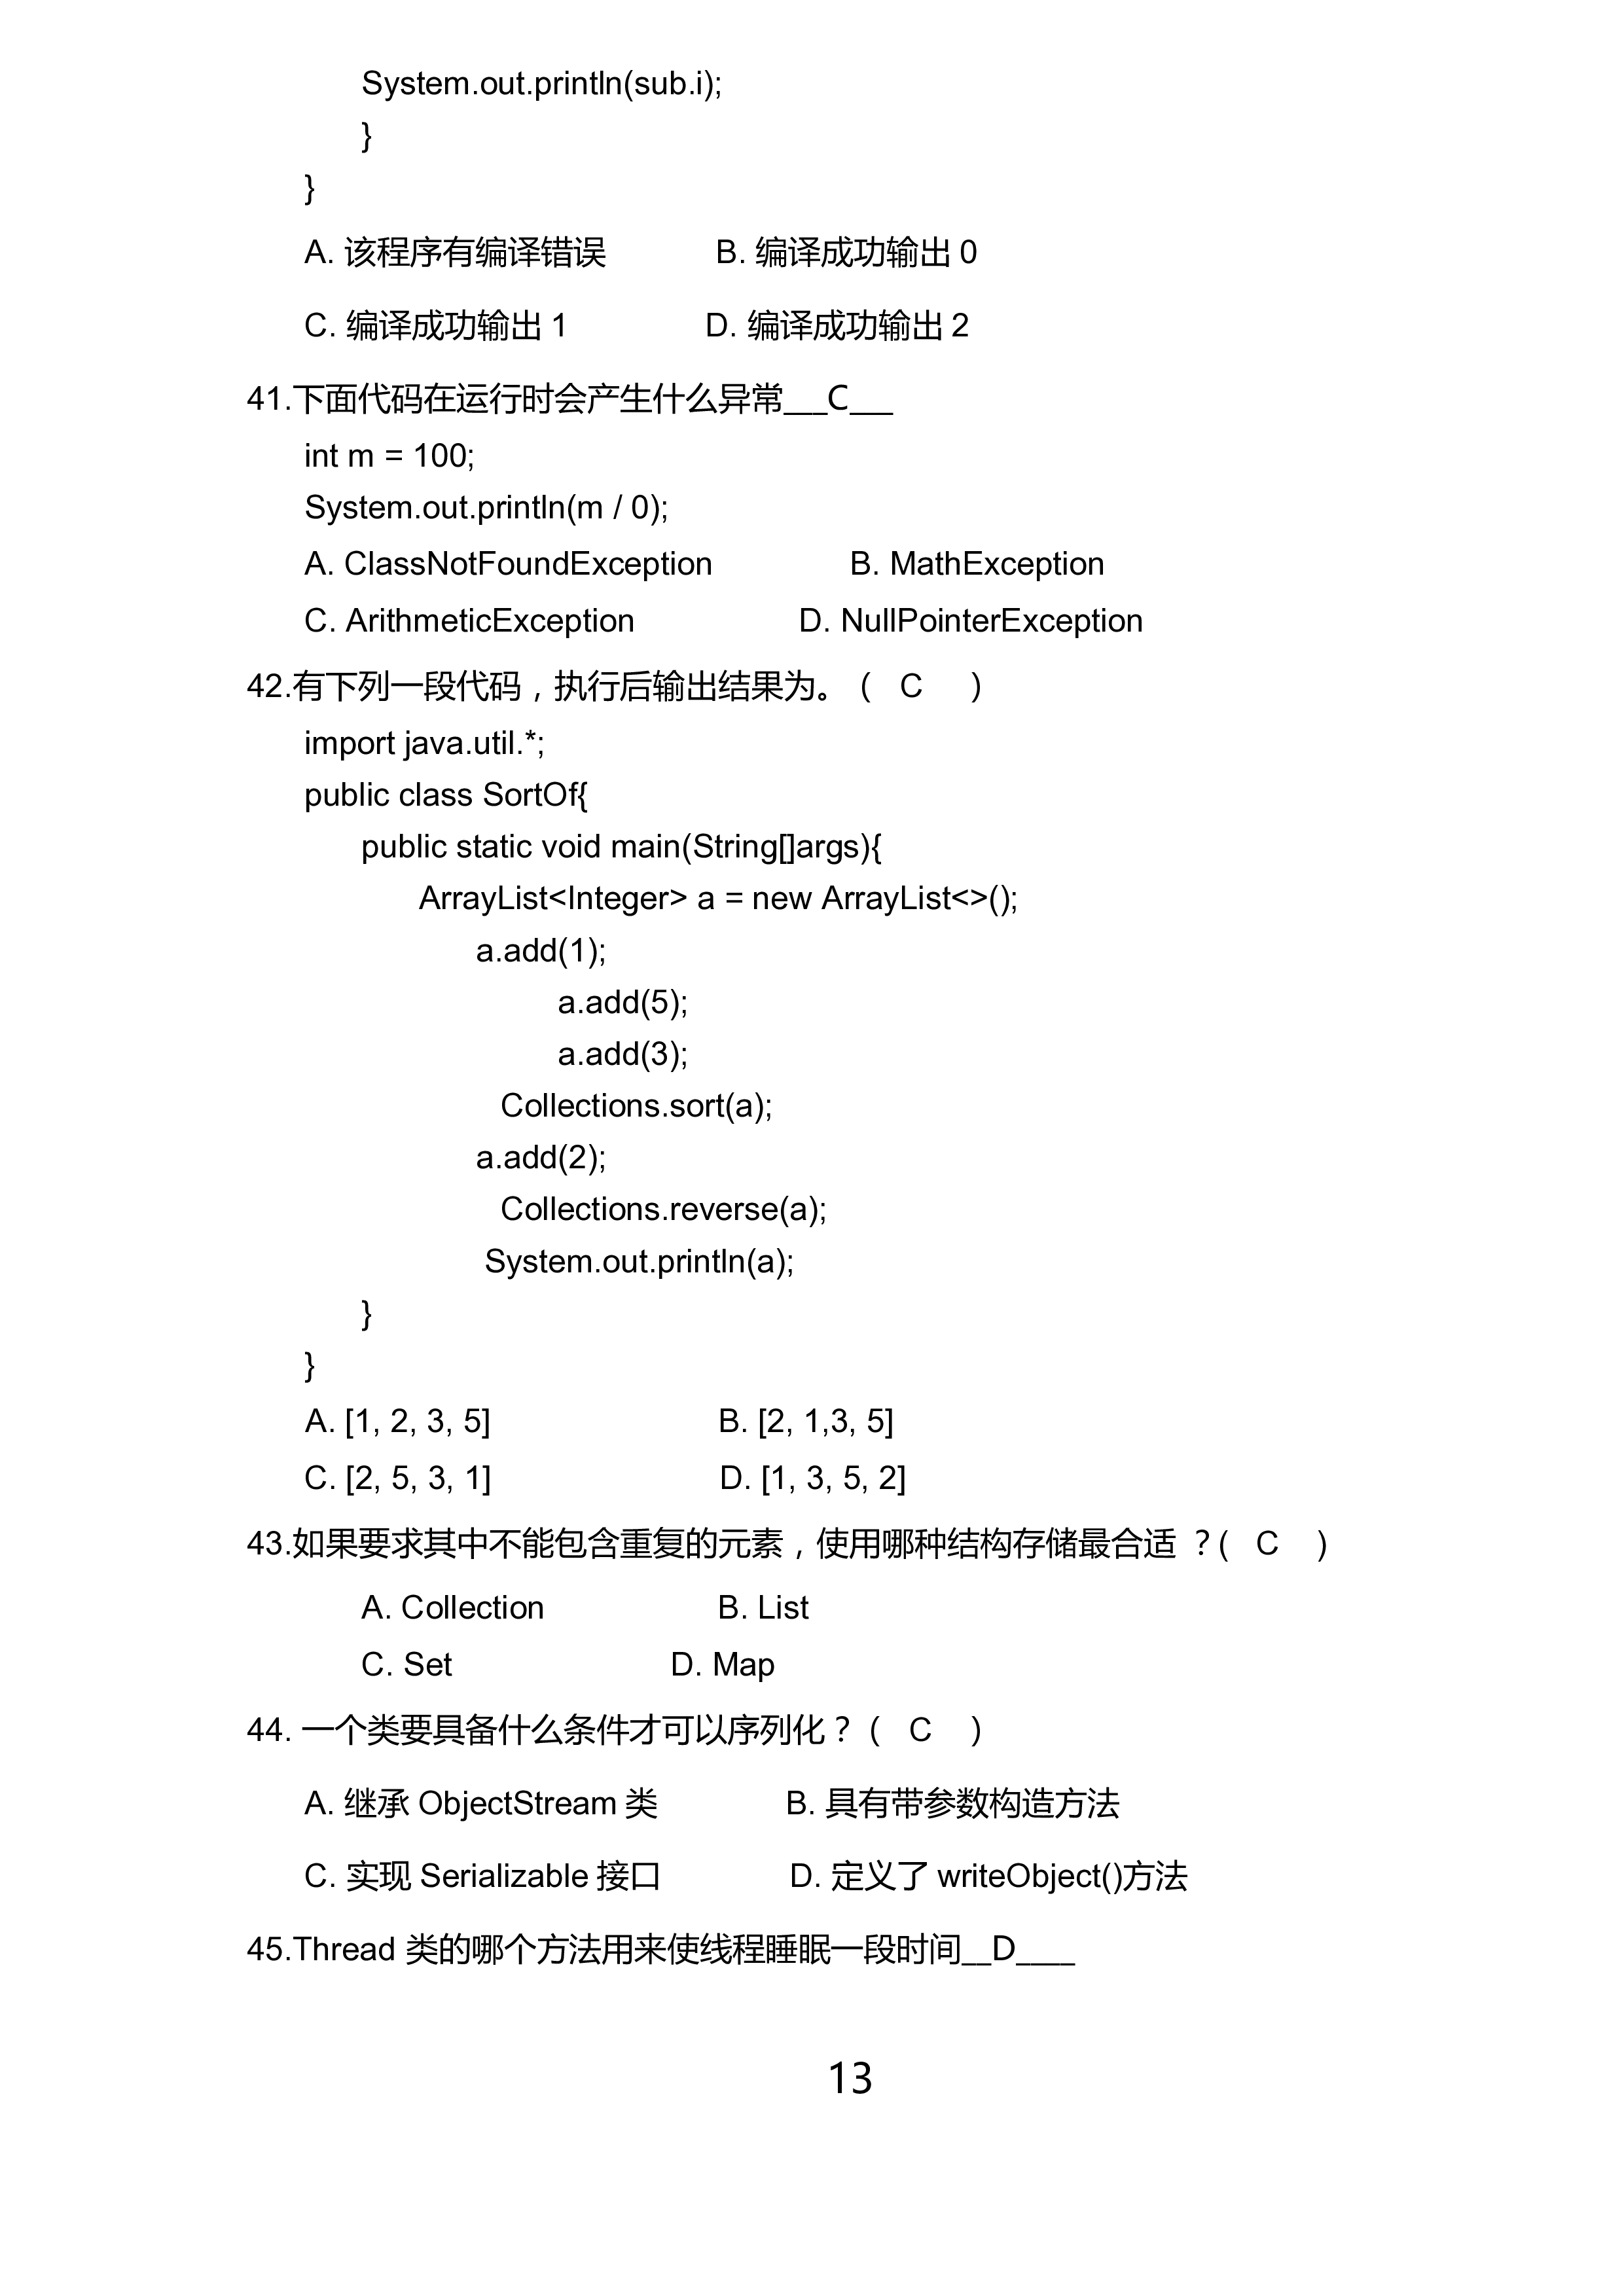 System.out.println(sub.i);
}
}
A. 该程序有编译错误 B. 编译成功输出 0
C. 编译成功输出 1 D. 编译成功输出 2
41.下面代码在运行时会产生什么异常___C___
int m = 100;
System.out.println(m / 0);
A. ClassNotFoundException B. MathException
C. ArithmeticException D. NullPointerException
42.有下列一段代码，执行后输出结果为。（ C ）
import java.util.*;
public class SortOf{
public static void main(String[]args){
ArrayList<Integer> a = new ArrayList<>();
a.add(1);
a.add(5);
a.add(3);
Collections.sort(a);
a.add(2);
Collections.reverse(a);
System.out.println(a);
}
}
A. [1, 2, 3, 5] B. [2, 1,3, 5]
C. [2, 5, 3, 1] D. [1, 3, 5, 2]
43.如果要求其中不能包含重复的元素，使用哪种结构存储最合适 ？( C )
A. Collection B. List
C. Set D. Map
44. 一个类要具备什么条件才可以序列化？（ C ）
A. 继承 ObjectStream 类 B. 具有带参数构造方法
C. 实现 Serializable 接口 D. 定义了 writeObject()方法
45.Thread 类的哪个方法用来使线程睡眠一段时间__D____
13